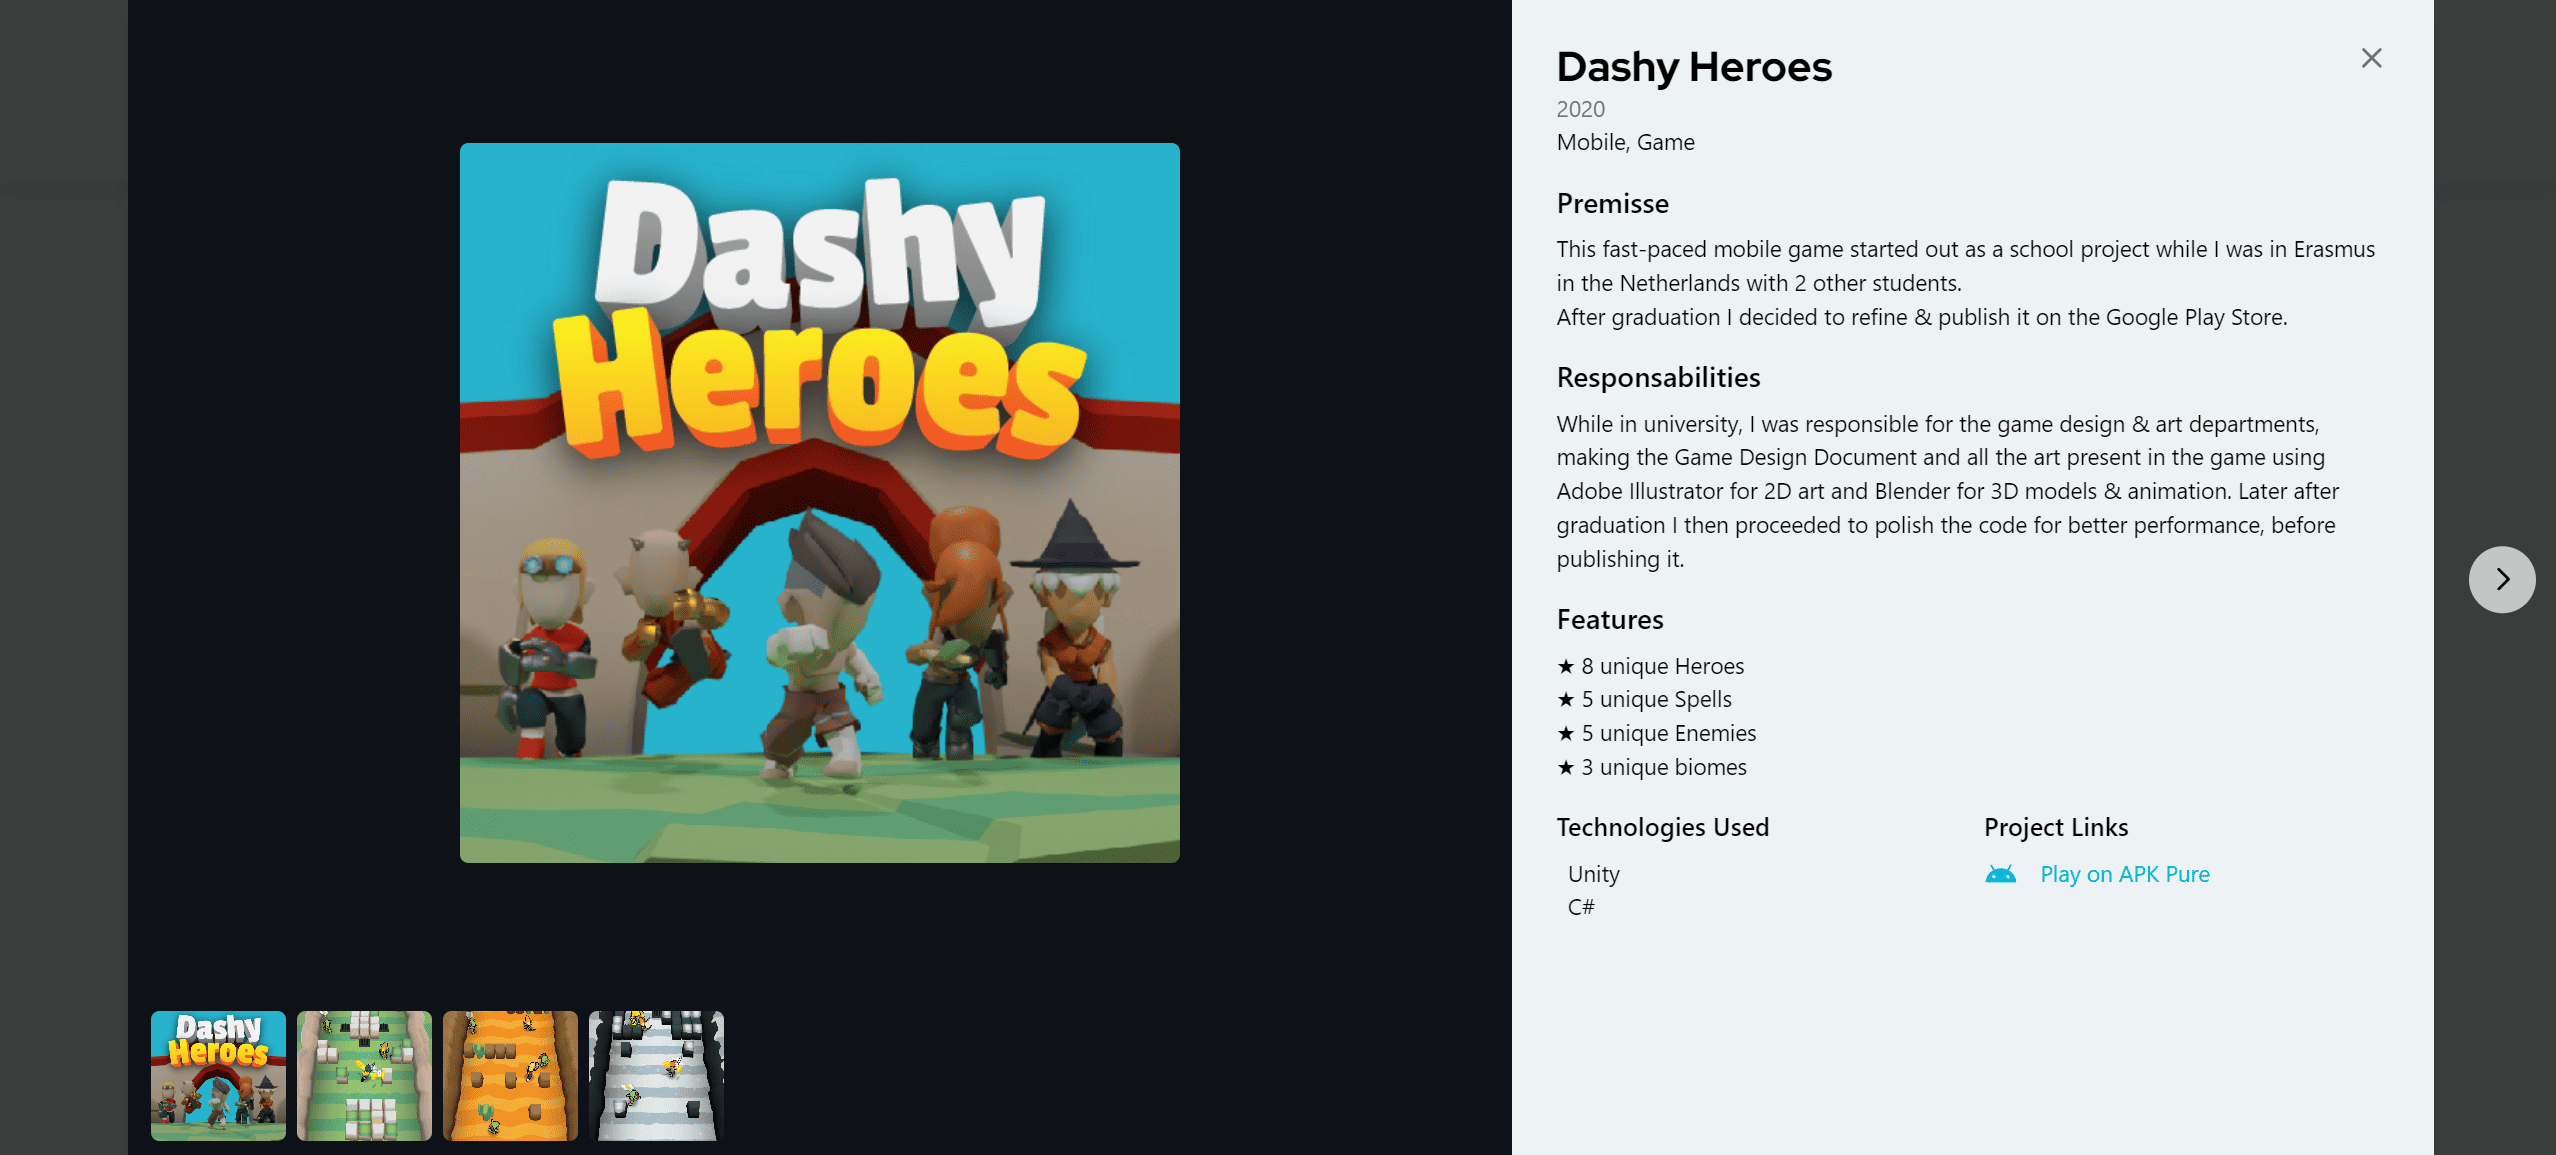 Dashy
Heroes
Dashy
Heroes
Dashy Heroes
2020
Mobile, Game
Premisse
This fast-paced mobile game started out as a school project while I was in Erasmus
in the Netherlands with 2 other students.
After graduation I decided to refine & publish it on the Google Play Store.
Responsabilities
While in university, I was responsible for the game design & art departments,
making the Game Design Document and all the art present in the game using
Adobe Illustrator for 2D art and Blender for 3D models & animation. Later after
graduation I then proceeded to polish the code for better performance, before
publishing it.
Features
★ 8 unique Heroes
★ 5 unique Spells
★ 5 unique Enemies
★ 3 unique biomes
Technologies Used
Unity
C#
Project Links
Play on APK Pure